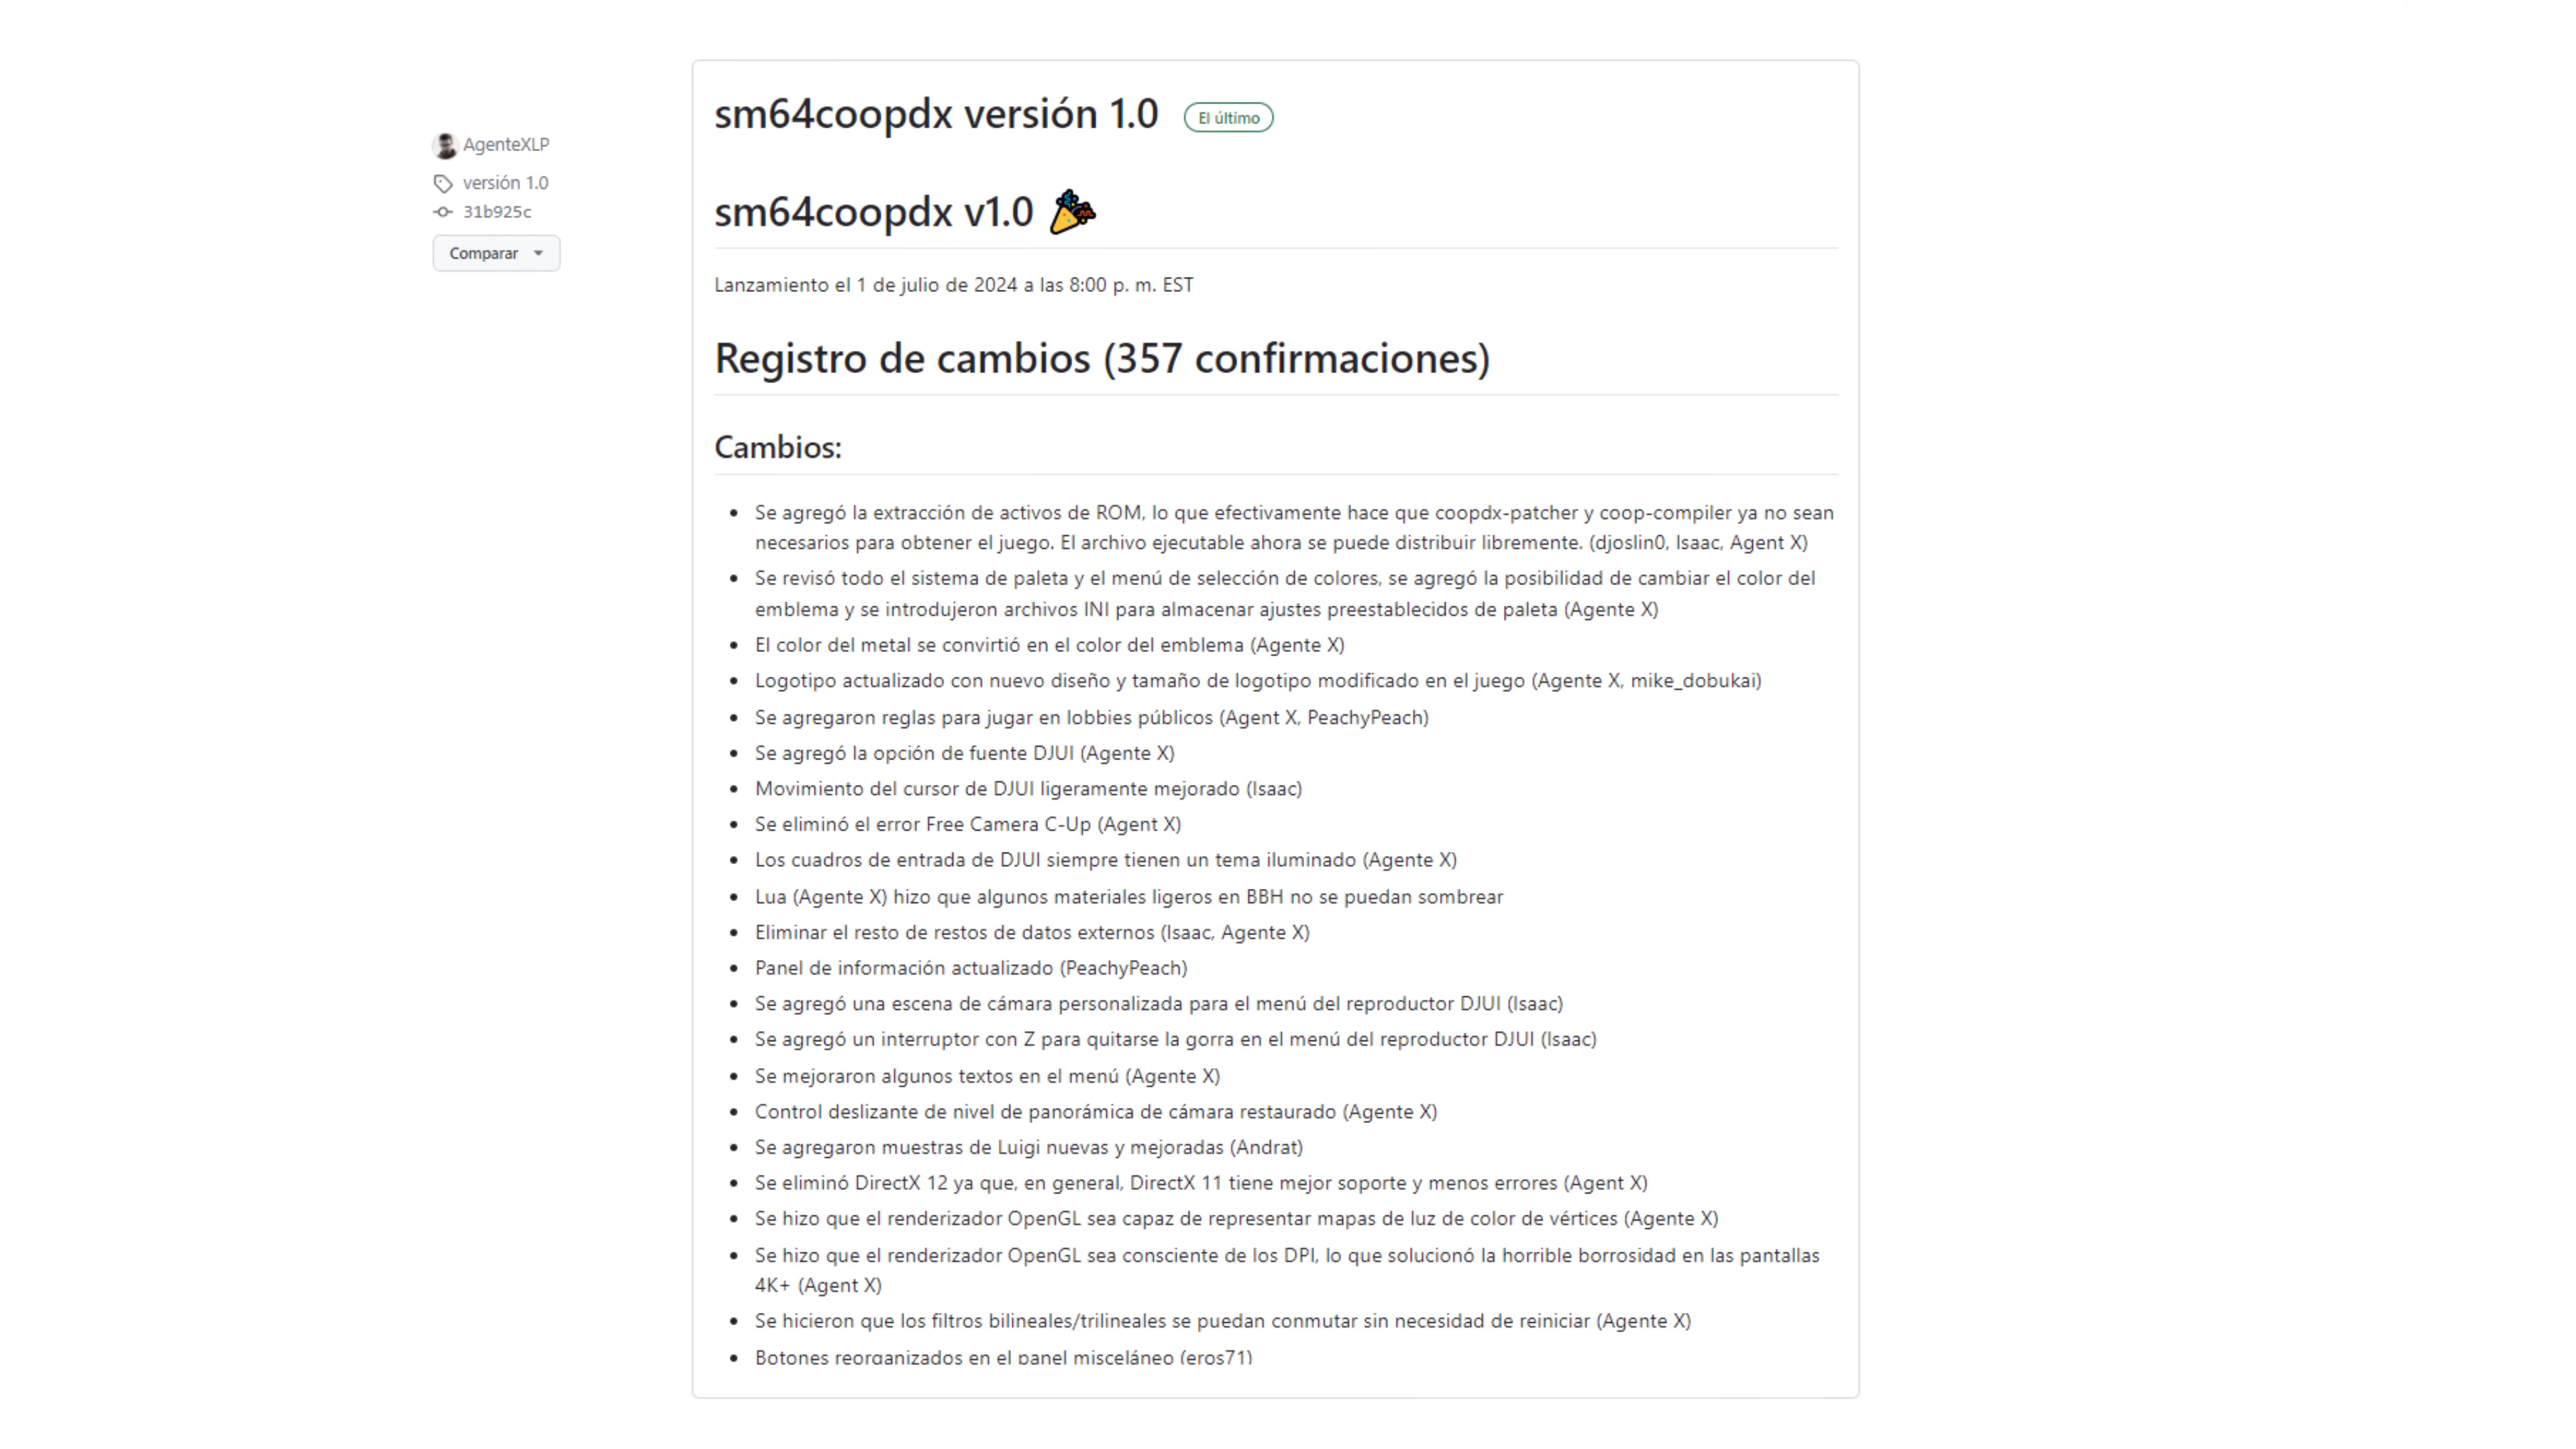 AgenteXLP
versión 1.0
31b925c
Comparar
sm64coopdx versión 1.0 El último
sm64coopdx v1.0
Lanzamiento el 1 de julio de 2024 a las 8:00 p. m. EST
Registro de cambios (357 confirmaciones)
Cambios:
Se agregó la extracción de activos de ROM, lo que efectivamente hace que coopdx-patcher y coop-compiler ya no sean
necesarios para obtener el juego. El archivo ejecutable ahora se puede distribuir libremente. (djoslin0, Isaac, Agent X)
Se revisó todo el sistema de paleta y el menú de selección de colores, se agregó la posibilidad de cambiar el color del
emblema y se introdujeron archivos INI para almacenar ajustes preestablecidos de paleta (Agente X)
El color del metal se convirtió en el color del emblema (Agente X)
Logotipo actualizado con nuevo diseño y tamaño de logotipo modificado en el juego (Agente X, mike_dobukai)
Se agregaron reglas para jugar en lobbies públicos (Agent X, PeachyPeach)
Se agregó la opción de fuente DJUI (Agente X)
Movimiento del cursor de DJUI ligeramente mejorado (Isaac)
Se eliminó el error Free Camera C-Up (Agent X)
Los cuadros de entrada de DJUI siempre tienen un tema iluminado (Agente X)
Lua (Agente X) hizo que algunos materiales ligeros en BBH no se puedan sombrear
Eliminar el resto de restos de datos externos (Isaac, Agente X)
Panel de información actualizado (PeachyPeach)
Se agregó una escena de cámara personalizada para el menú del reproductor DJUI (Isaac)
Se agregó un interruptor con Z para quitarse la gorra en el menú del reproductor DJUI (Isaac)
Se mejoraron algunos textos en el menú (Agente X)
Control deslizante de nivel de panorámica de cámara restaurado (Agente X)
Se agregaron muestras de Luigi nuevas y mejoradas (Andrat)
Se eliminó DirectX 12 ya que, en general, DirectX 11 tiene mejor soporte y menos errores (Agent X)
Se hizo que el renderizador OpenGL sea capaz de representar mapas de luz de color de vértices (Agente X)
Se hizo que el renderizador OpenGL sea consciente de los DPI, lo que solucionó la horrible borrosidad en las pantallas
4K+ (Agent X)
Se hicieron que los filtros bilineales/trilineales se puedan conmutar sin necesidad de reiniciar (Agente X)
Botones reorganizados en el panel misceláneo (eros71)